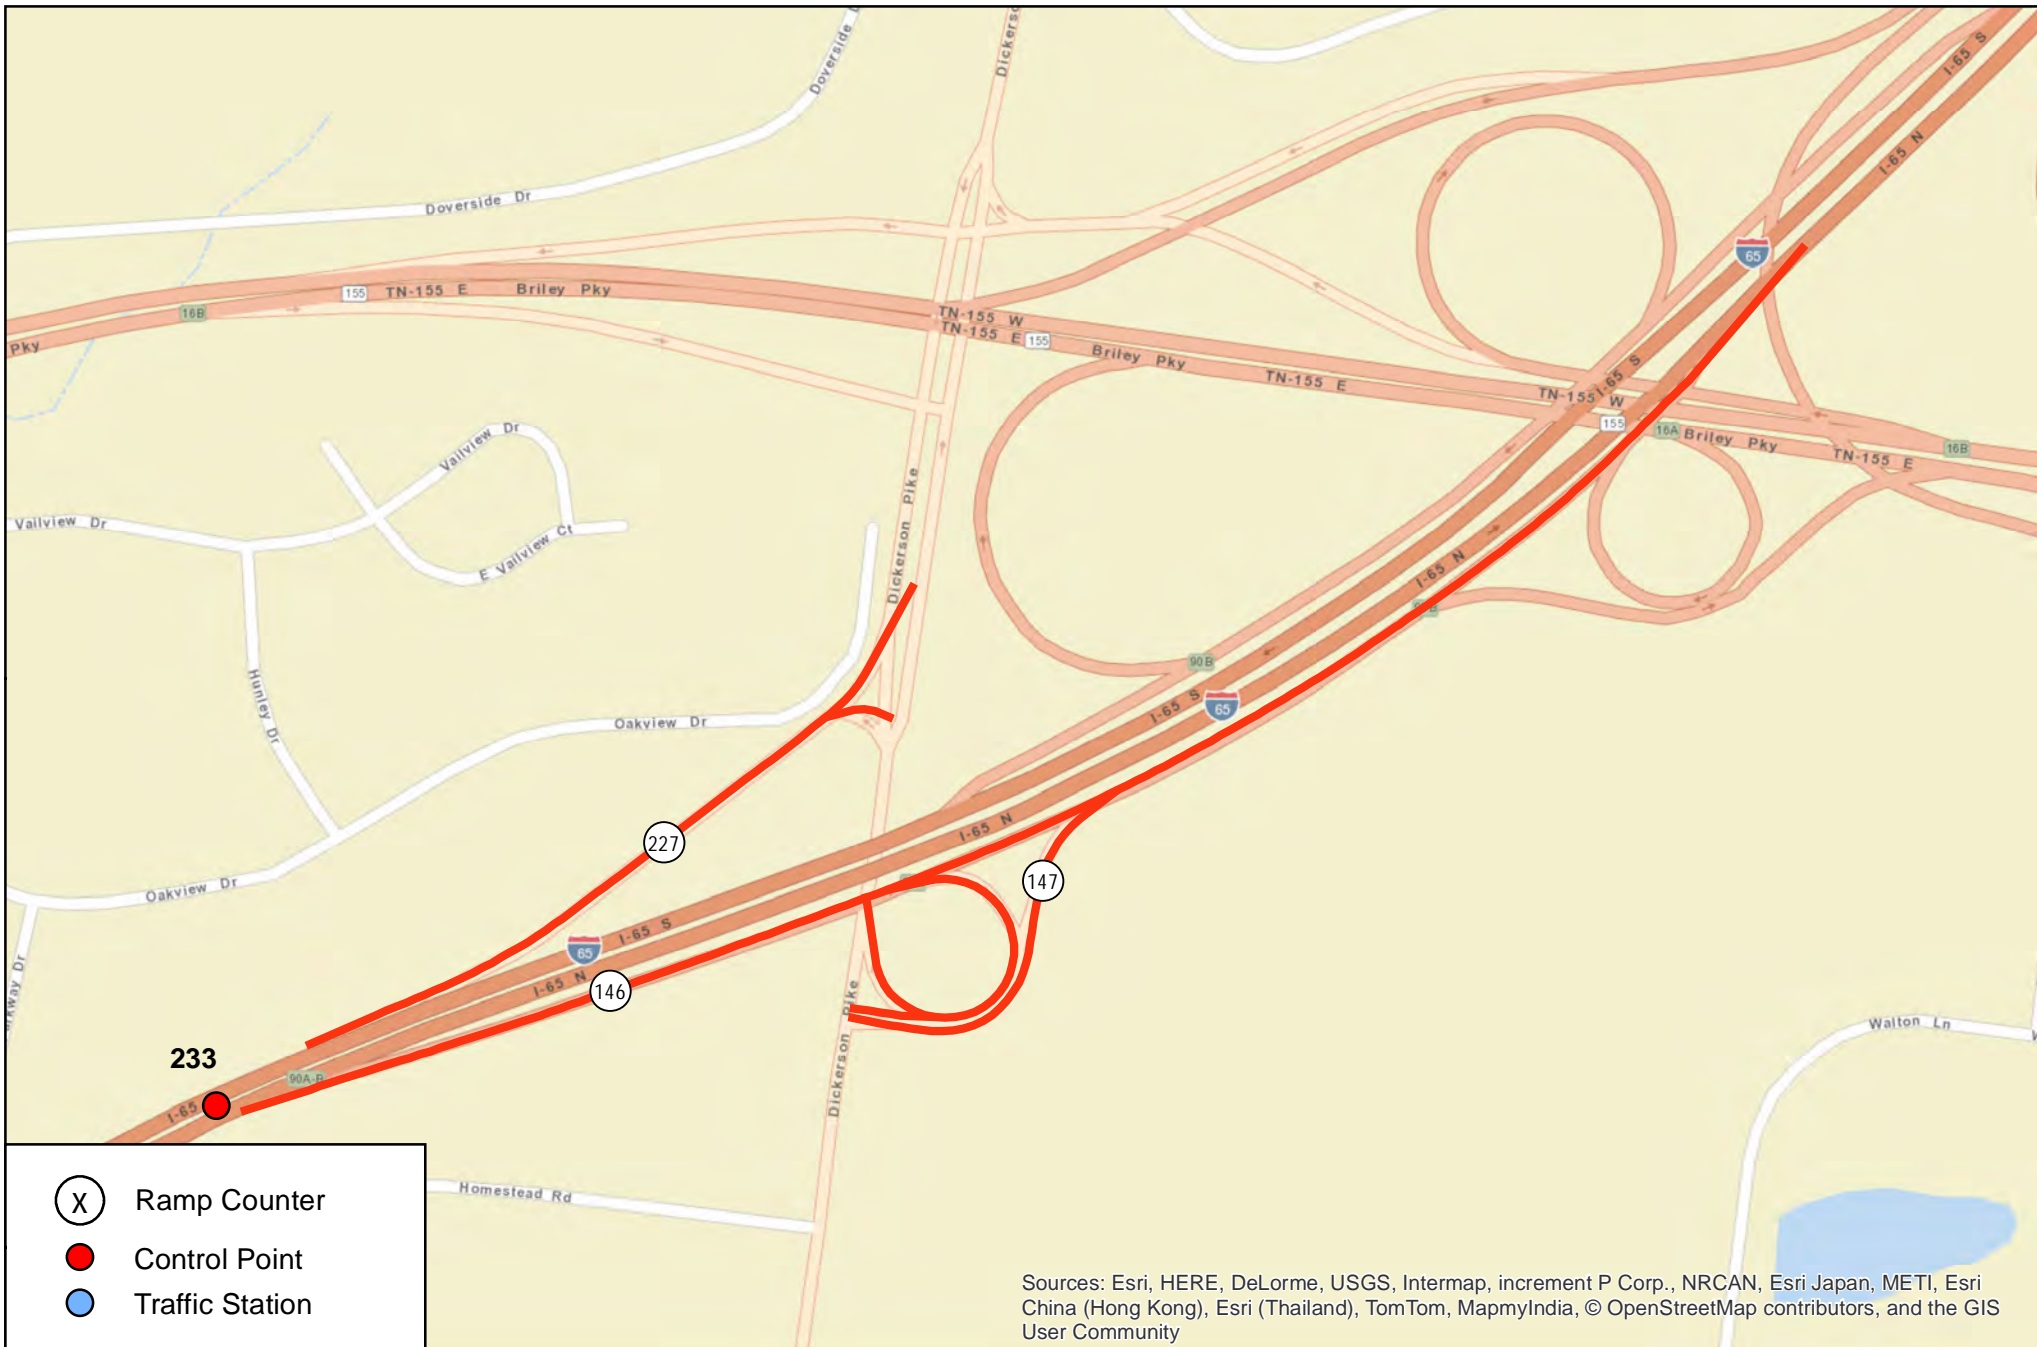 Doverside D
Dickers
I-65 S
I-65 N
Doverside Dr
65
155
TN-155 E
Briley Pky
16B
TN-155 W
TN-155 E
155
Pky
Briley Pky
TN-155 E
I-65 S
TN-155 W
155
16A
Briley Pky
16B
TN-155 E
Vailview Dr
Vailview Dr
E Vailview Ct
Dickerson Pike
I-65 N
90B
65
I-65 S
Hunley Dr
Oakview Dr
I-65 N
227
Oakview Dr
147
I-65 S
65
I-65 N
146
rkway Dr
Dickerson Pike
Walton Ln
233
90A-B
I-65
Homestead Rd
X Ramp Counter
Control Point
Traffic Station
Sources: Esri, HERE, DeLorme, USGS, Intermap, increment P Corp., NRCAN, Esri Japan, METI, Esri
China (Hong Kong), Esri (Thailand), TomTom, MapmyIndia, © OpenStreetMap contributors, and the GIS
User Community